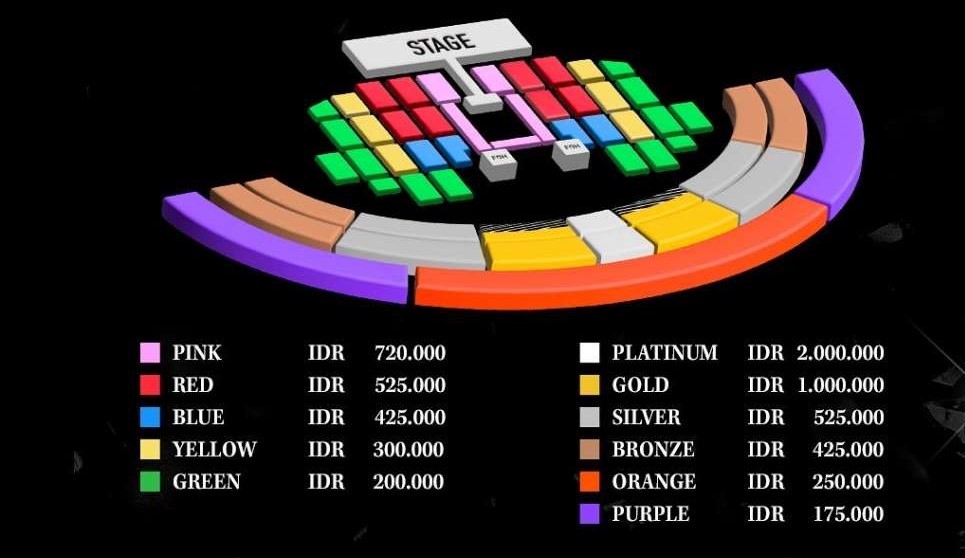 STAGE
FOH
FOH
PINK IDR 720.000
RED IDR 525.000
BLUE IDR 425.000
YELLOW IDR 300.000
GREEN IDR 200.000
PLATINUM IDR 2.000.000
GOLD IDR 1.000.000
SILVER IDR 525.000
BRONZE IDR 425.000
ORANGE IDR 250.000
PURPLE IDR 175.000